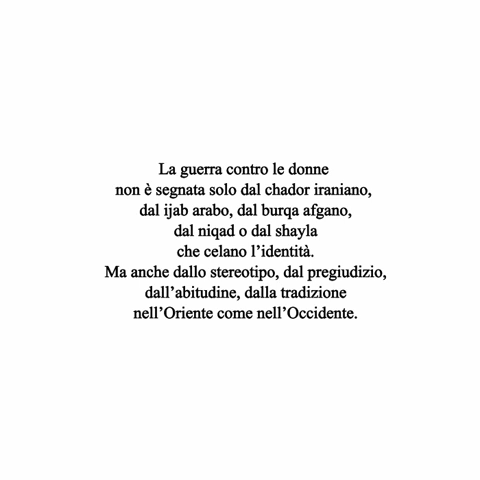 La guerra contro le donne
non è segnata solo dal chador iraniano,
dal ijab arabo, dal burqa afgano,
dal niqad o dal shayla
che celano l’identità.
Ma anche dallo stereotipo, dal pregiudizio,
dall’abitudine, dalla tradizione
nell’Oriente come nell’Occidente.